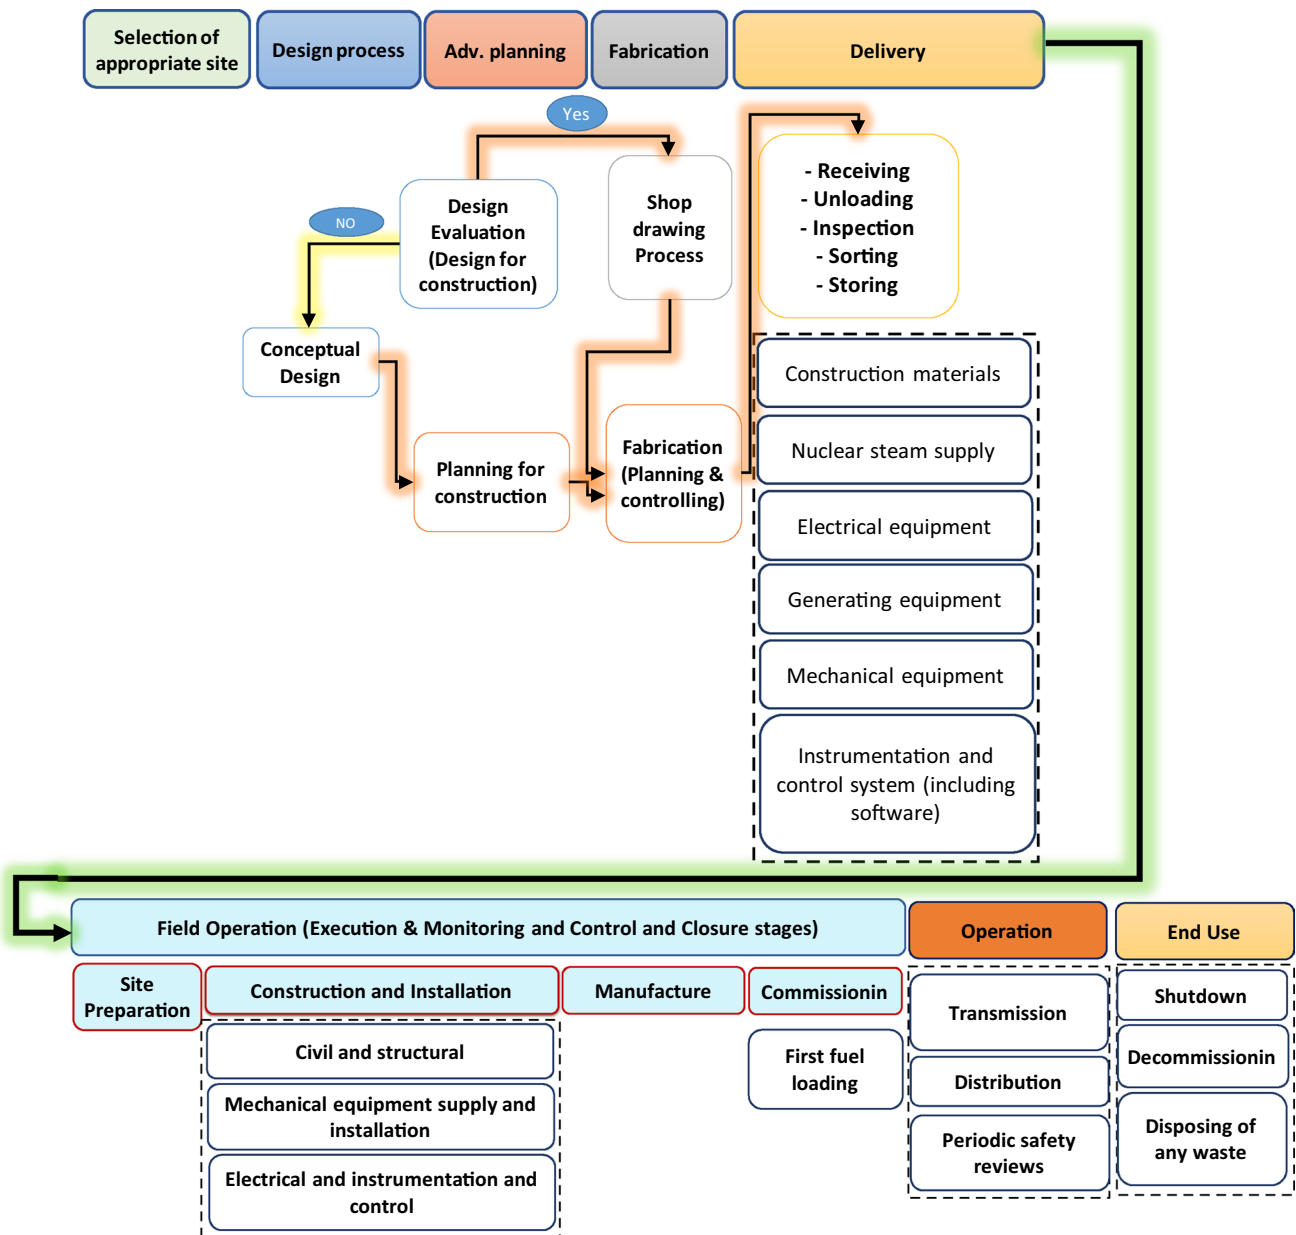 Selection of
appropriate site
Design process
Adv. planning
Fabrication
Delivery
Yes
NO
Design
Evaluation
(Design for
construction)
Shop
drawing
Process
- Receiving
- Unloading
- Inspection
- Sorting
- Storing
Conceptual
Design
Planning for
construction
Fabrication
(Planning &
controlling)
Construction materials
Nuclear steam supply
Electrical equipment
Generating equipment
Mechanical equipment
Instrumentation and
control system (including
software)
Field Operation (Execution & Monitoring and Control and Closure stages)
Operation
End Use
Site
Preparation
Construction and Installation
Manufacture
Commissionin
Civil and structural
Mechanical equipment supply and
installation
Electrical and instrumentation and
control
First fuel
loading
Transmission
Distribution
Periodic safety
reviews
Shutdown
Decommissionin
Disposing of
any waste